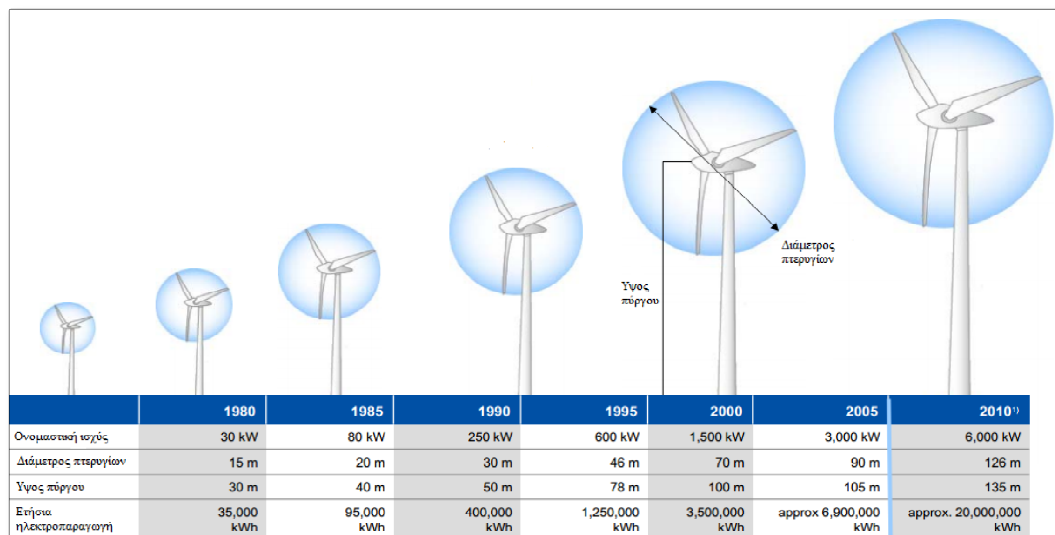 Διάμετρος
πτερυγίων
Υψος
πύργου
1980 1985 1990 1995 2000 2005 2010¹⁾
Ονομαστική ισχύς 30 kW 80 kW 250 kW 600 kW 1,500 kW 3,000 kW 6,000 kW
Διάμετρος πτερυγίων 15 m 20 m 30 m 46 m 70 m 90 m 126 m
Υψος πύργου 30 m 40 m 50 m 78 m 100 m 105 m 135 m
Ετήσια 35,000 95,000 400,000 1,250,000 3,500,000 approx 6,900,000 approx. 20,000,000
ηλεκτροπαραγωγή kWh kWh kWh kWh kWh kWh kWh